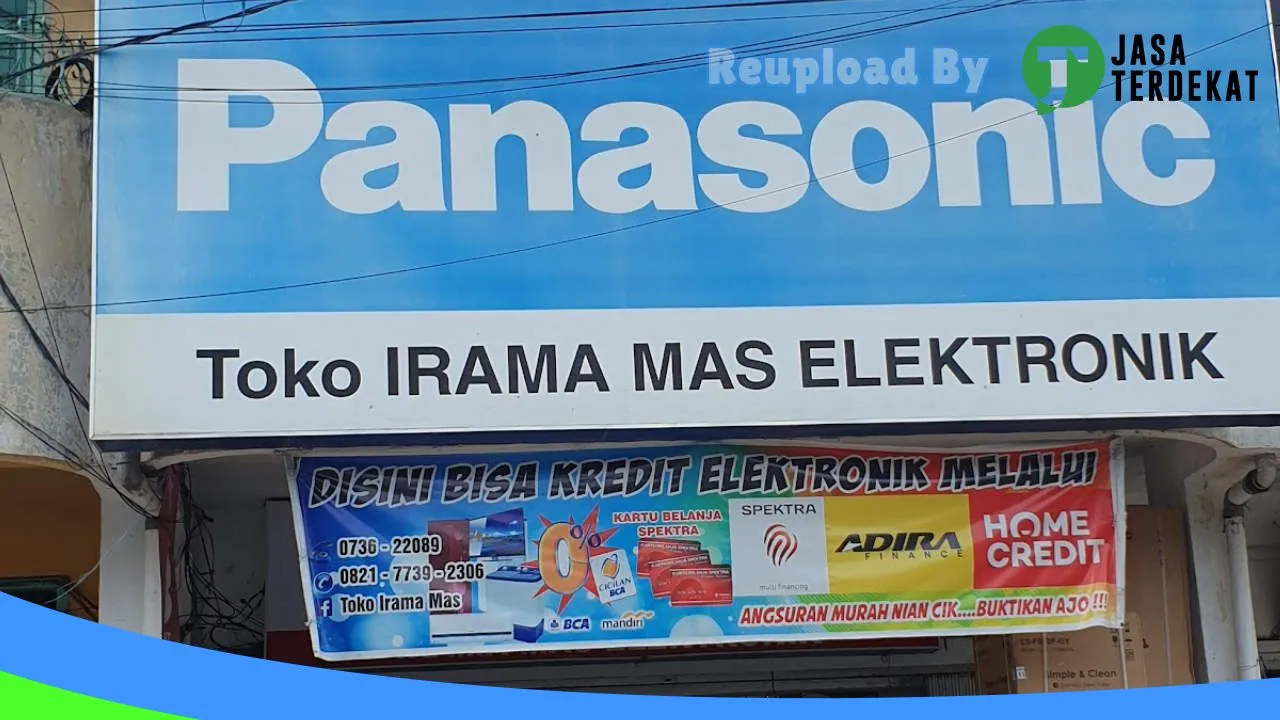 Reupload By
JASA
TERDEKAT
Panasonic
Toko IRAMA MAS ELEKTRONIK
DISINI BISA KREDIT ELEKTRONIK MELALUI
0736 - 22089
0821 - 7739 - 2306
Toko Irama Mas
0%
CICILAN
BCA
KARTU BELANJA
SPEKTRA
SPEKTRA
multi financing
ADIRA
FINANCE
HOME
CREDIT
BCA
mandiri
ANGSURAN MURAH NIAN CIK....BUKTIKAN AJO !!!
Simple & Clean